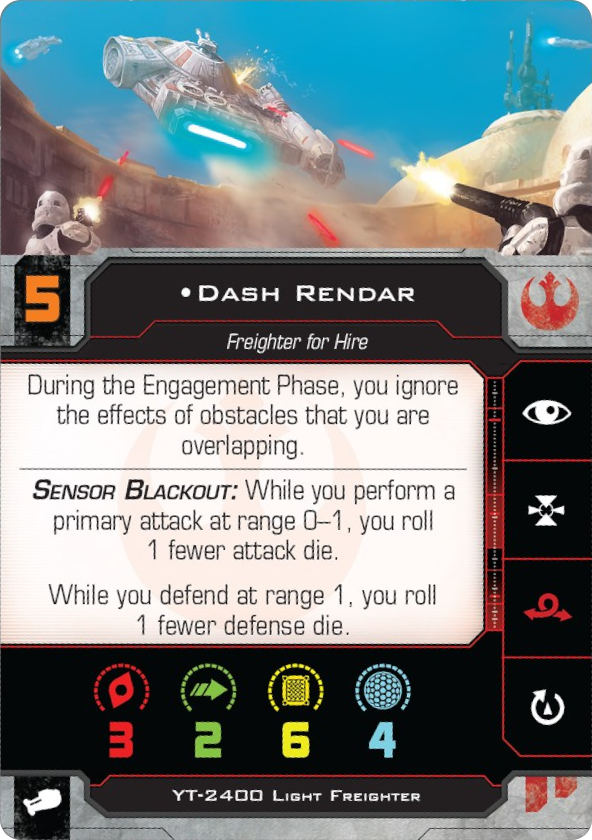 5
•Dash Rendar
Freighter for Hire
During the Engagement Phase, you ignore
the effects of obstacles that you are
overlapping.
Sensor Blackout: While you perform a
primary attack at range 0–1, you roll
1 fewer attack die.
While you defend at range 1, you roll
1 fewer defense die.
3 2 6 4
YT-2400 Light Freighter